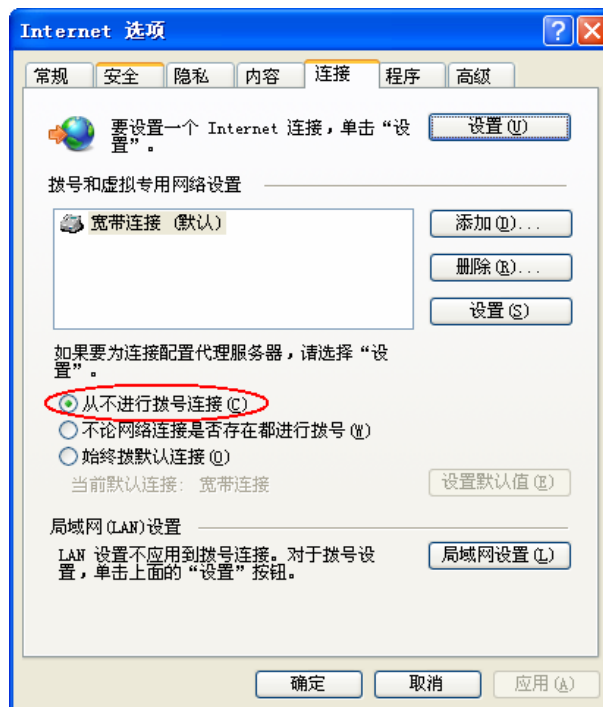 Internet 选项
常规 安全 隐私 内容 连接 程序 高级
要设置一个 Internet 连接，单击“设
置”。
设置(U)
拨号和虚拟专用网络设置
宽带连接 (默认)
添加(D)...
删除(R)...
设置(S)
如果要为连接配置代理服务器，请选择“设
置”。
从不进行拨号连接(C)
不论网络连接是否存在都进行拨号(W)
始终拨默认连接(O)
当前默认连接: 宽带连接
设置默认值(E)
局域网(LAN)设置
LAN 设置不应用到拨号连接。对于拨号设
置，单击上面的“设置”按钮。
局域网设置(L)
确定 取消 应用(A)